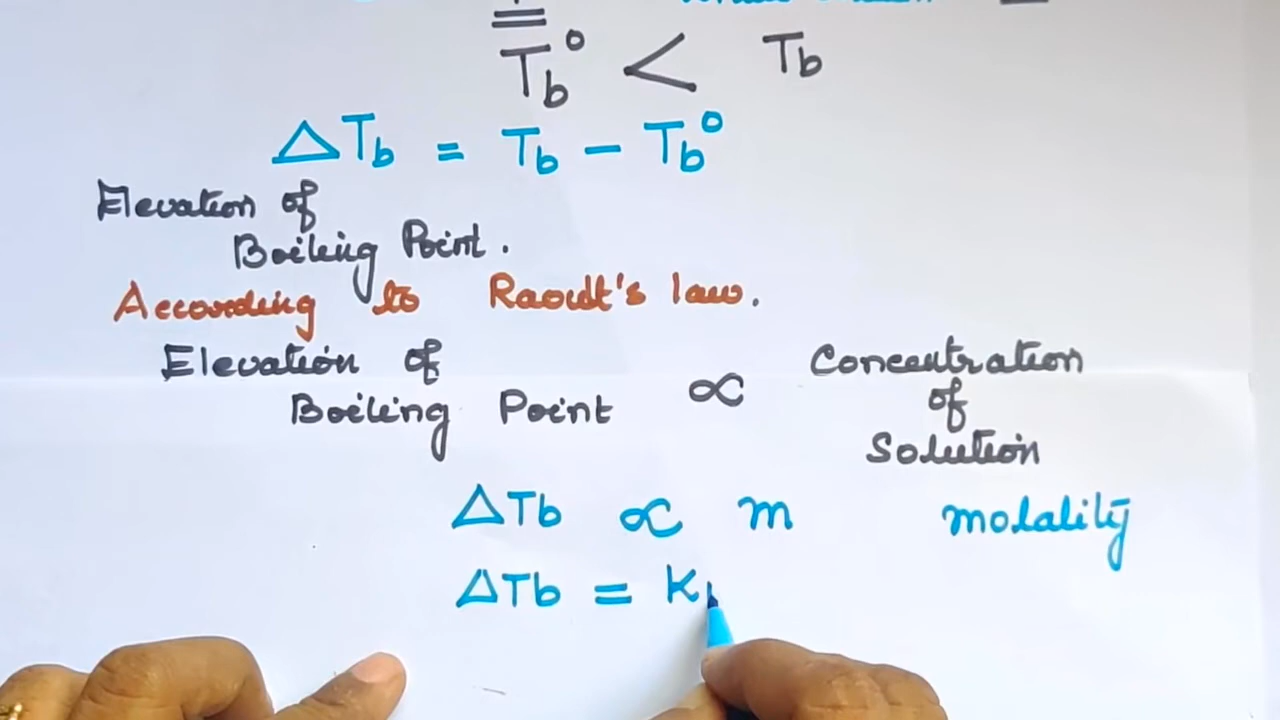 Tb° < Tb
ΔTb = Tb - Tb°
Elevation of
Boiling Point.
According to Raoult's law.
Elevation of
Boiling Point ∝ Concentration
of
Solution
ΔTb ∝ m molality
ΔTb = K